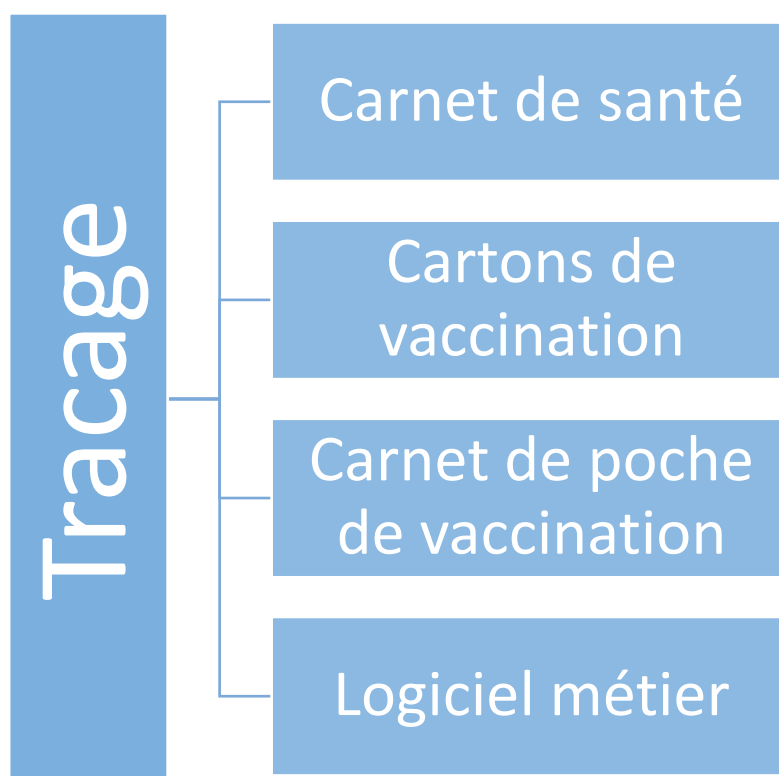 Tracage
Carnet de santé
Cartons de
vaccination
Carnet de poche
de vaccination
Logiciel métier